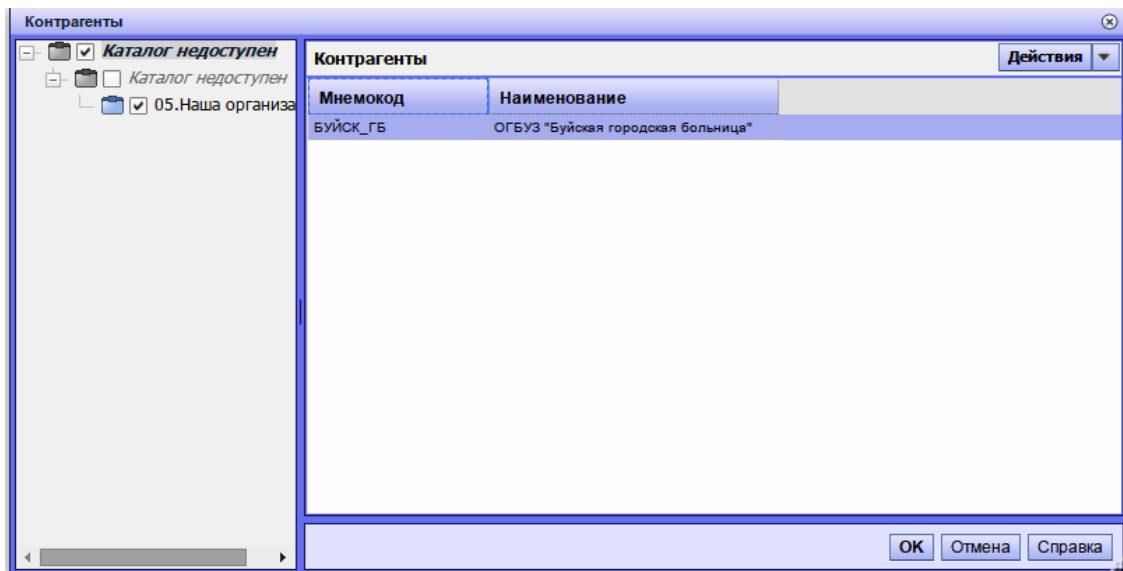 Контрагенты
Каталог недоступен
Каталог недоступен
05.Наша организа
Контрагенты
Действия
Мнемокод Наименование
БУЙСК_ГБ ОГБУЗ "Буйская городская больница"
OK Отмена Справка